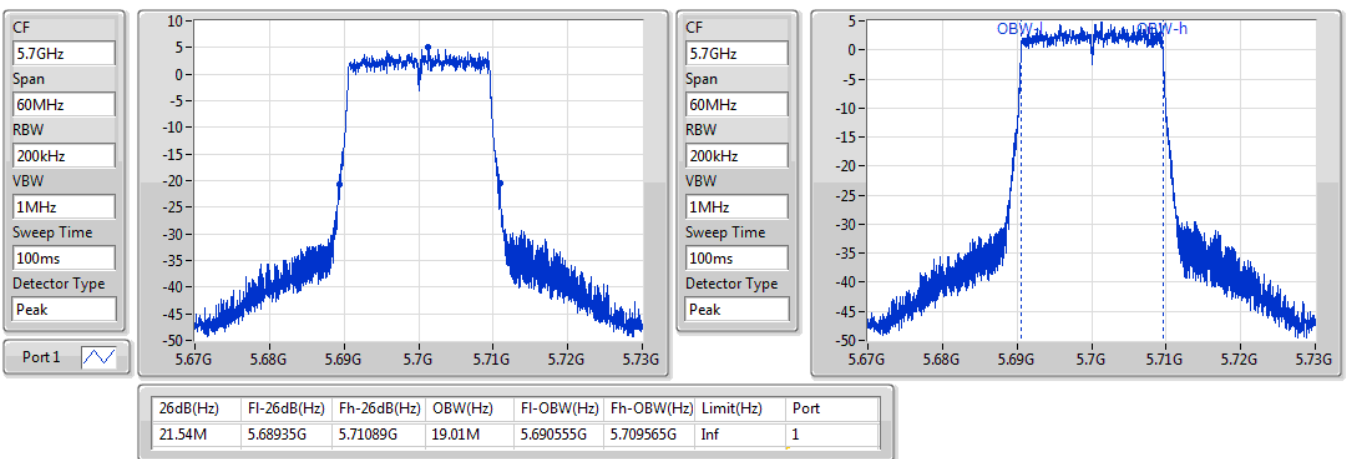 CF
5.7GHz
Span
60MHz
RBW
200kHz
VBW
1MHz
Sweep Time
100ms
Detector Type
Peak
Port 1
10
5
0
-5
-10
-15
-20
-25
-30
-35
-40
-45
-50
5.67G 5.68G 5.69G 5.7G 5.71G 5.72G 5.73G
CF
5.7GHz
Span
60MHz
RBW
200kHz
VBW
1MHz
Sweep Time
100ms
Detector Type
Peak
OBW-l OBW-h
5
0
-5
-10
-15
-20
-25
-30
-35
-40
-45
-50
5.67G 5.68G 5.69G 5.7G 5.71G 5.72G 5.73G
26dB(Hz) Fl-26dB(Hz) Fh-26dB(Hz) OBW(Hz) Fl-OBW(Hz) Fh-OBW(Hz) Limit(Hz) Port
21.54M 5.68935G 5.71089G 19.01M 5.690555G 5.709565G Inf 1